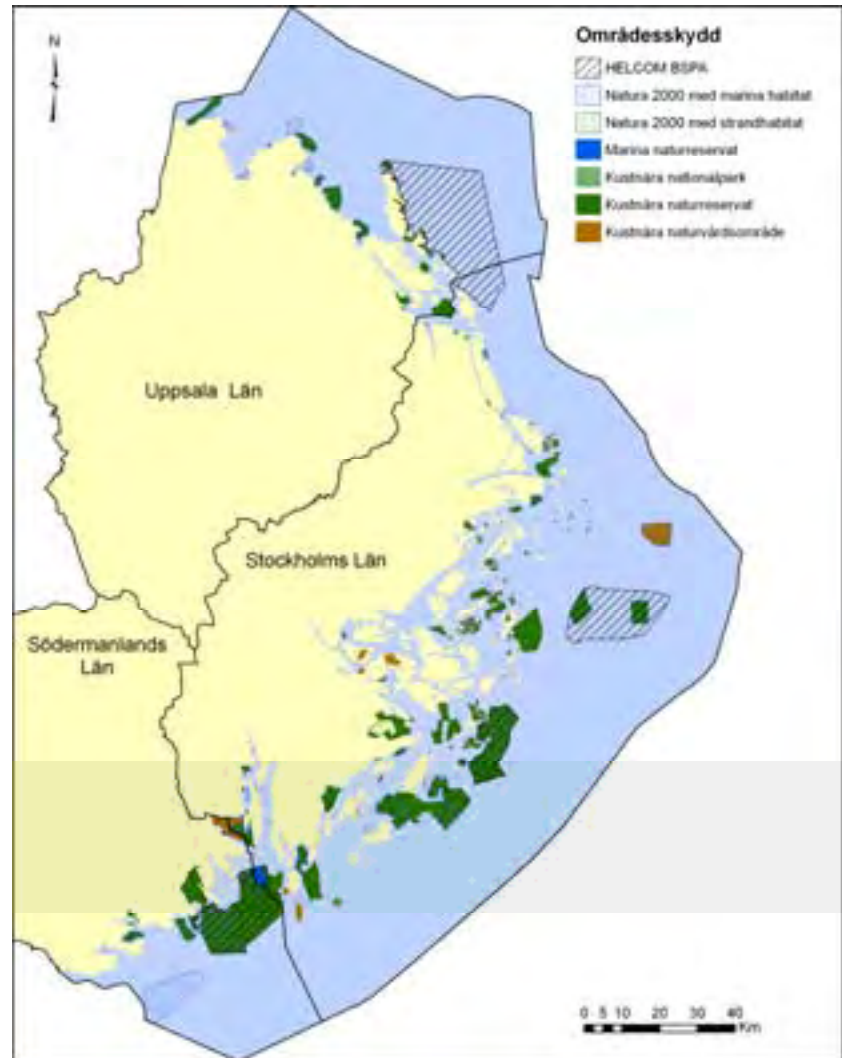 N
Områdesskydd
HELCOM BSPA
Natura 2000 med marina habitat
Natura 2000 med strandhabitat
Marina naturreservat
Kustnära nationalpark
Kustnära naturreservat
Kustnära naturvårdsområde
Uppsala Län
Stockholms Län
Södermanlands
Län
0 5 10 20 30 40
Km